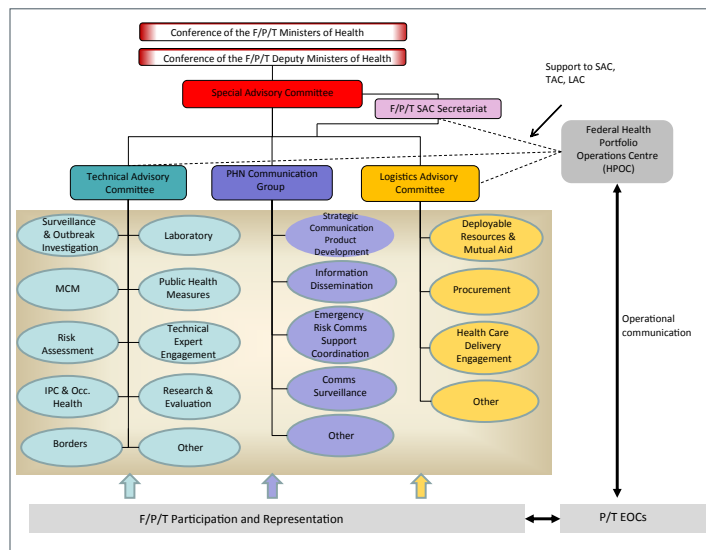 Conference of the F/P/T Ministers of Health
Conference of the F/P/T Deputy Ministers of Health
Special Advisory Committee
F/P/T SAC Secretariat
Support to SAC,
TAC, LAC
Federal Health
Portfolio
Operations Centre
(HPOC)
Technical Advisory
Committee
PHN Communication
Group
Logistics Advisory
Committee
Surveillance
& Outbreak
Investigation
Laboratory
MCM
Public Health
Measures
Risk
Assessment
Technical
Expert
Engagement
IPC & Occ.
Health
Research &
Evaluation
Borders
Other
Strategic
Communication
Product
Development
Information
Dissemination
Emergency
Risk Comms
Support
Coordination
Comms
Surveillance
Other
Deployable
Resources &
Mutual Aid
Procurement
Health Care
Delivery
Engagement
Other
Operational
communication
F/P/T Participation and Representation
P/T EOCs